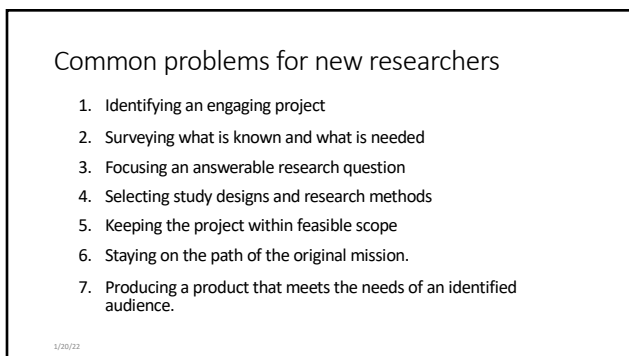 Common problems for new researchers
1. Identifying an engaging project
2. Surveying what is known and what is needed
3. Focusing an answerable research question
4. Selecting study designs and research methods
5. Keeping the project within feasible scope
6. Staying on the path of the original mission.
7. Producing a product that meets the needs of an identified
audience.
1/20/22